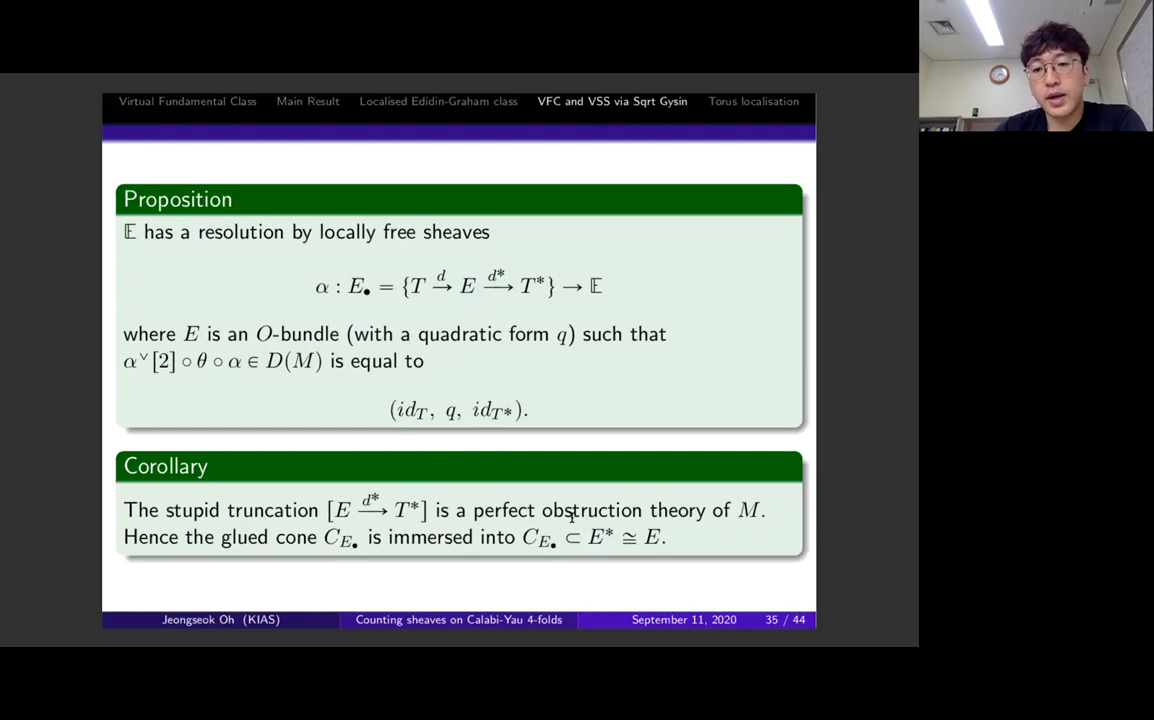 Virtual Fundamental Class Main Result Localised Edidin-Graham class VFC and VSS via Sqrt Gysin Torus localisation
Proposition
𝔼 has a resolution by locally free sheaves
α : E• = {T →^d E →^{d*} T*} → 𝔼
where E is an O-bundle (with a quadratic form q) such that
α^∨[2] ∘ θ ∘ α ∈ D(M) is equal to
(id_T, q, id_{T*}).
Corollary
The stupid truncation [E →^{d*} T*] is a perfect obstruction theory of M.
Hence the glued cone C_{E•} is immersed into C_{E•} ⊂ E* ≅ E.
Jeongseok Oh (KIAS) Counting sheaves on Calabi-Yau 4-folds September 11, 2020 35 / 44